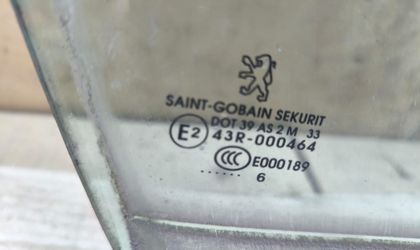 SAINT-GOBAIN SEKURIT
DOT 39 AS 2 M 33
E2 43R-000464
CCC E000189
...... 6